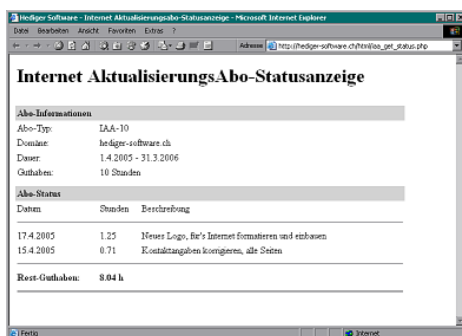 Hediger Software - Internet Aktualisierungsabo-Statusanzeige - Microsoft Internet Explorer
Datei Bearbeiten Ansicht Favoriten Extras ?
Adresse http://hediger-software.ch/html/iaa_get_status.php
Internet AktualisierungsAbo-Statusanzeige
Abo-Informationen
Abo-Typ: IAA-10
Domäne: hediger-software.ch
Dauer: 1.4.2005 - 31.3.2006
Guthaben: 10 Stunden
Abo-Status
Datum Stunden Beschreibung
17.4.2005 1.25 Neues Logo, für's Internet formatieren und einbauen
15.4.2005 0.71 Kontaktangaben korrigieren, alle Seiten
Rest-Guthaben: 8.04 h
Fertig Internet